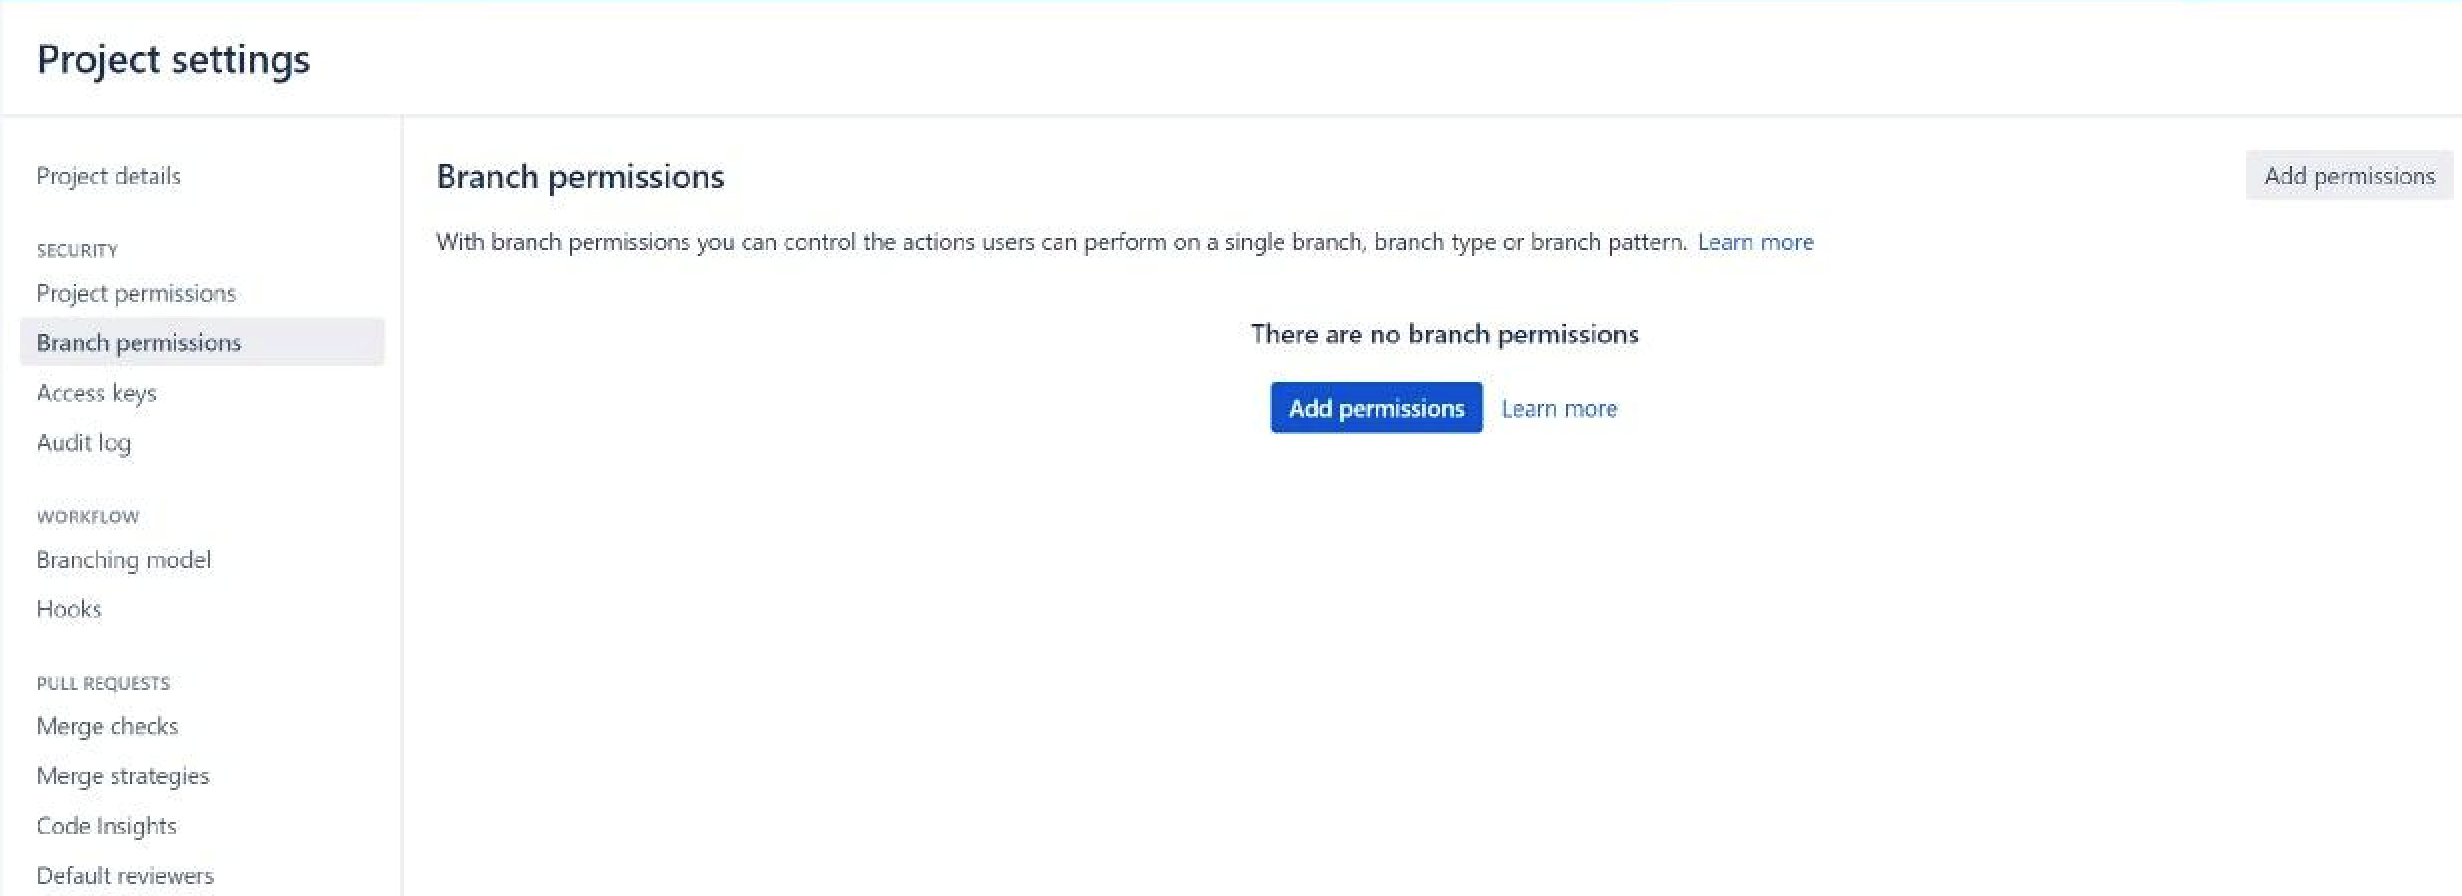 Project settings
Project details
SECURITY
Project permissions
Branch permissions
Access keys
Audit log
WORKFLOW
Branching model
Hooks
PULL REQUESTS
Merge checks
Merge strategies
Code Insights
Default reviewers
Branch permissions
Add permissions
With branch permissions you can control the actions users can perform on a single branch, branch type or branch pattern. Learn more
There are no branch permissions
Add permissions Learn more